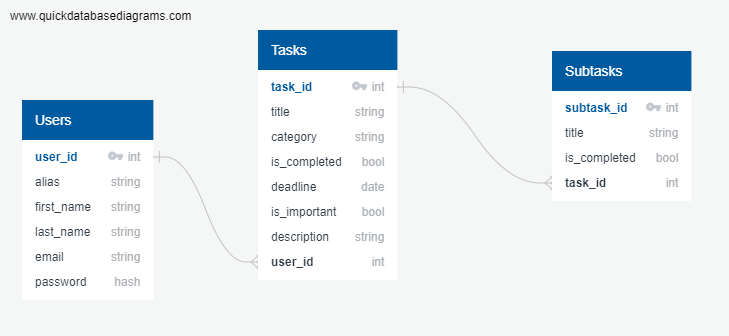 www.quickdatabasediagrams.com
Users
user_id int
alias string
first_name string
last_name string
email string
password hash
Tasks
task_id int
title string
category string
is_completed bool
deadline date
is_important bool
description string
user_id int
Subtasks
subtask_id int
title string
is_completed bool
task_id int